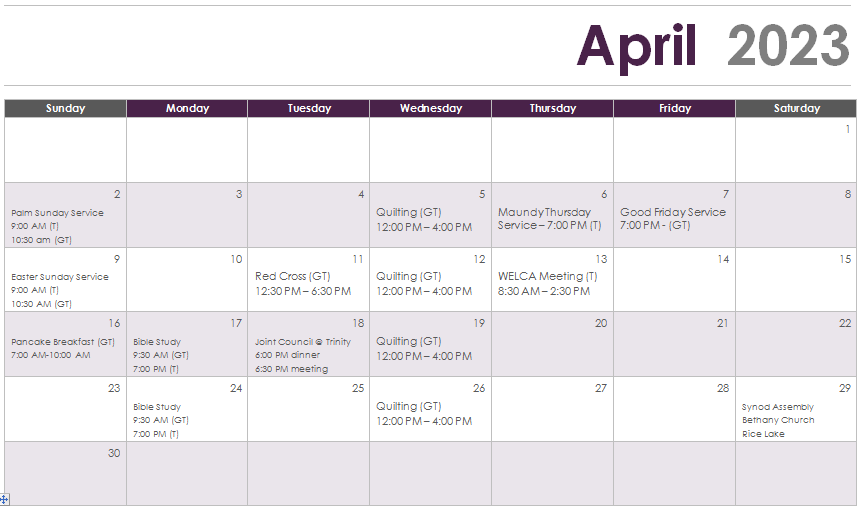 April 2023
Sunday Monday Tuesday Wednesday Thursday Friday Saturday
1
2
Palm Sunday Service
9:00 AM (T)
10:30 am (GT)
3
4
5
Quilting (GT)
12:00 PM – 4:00 PM
6
Maundy Thursday
Service – 7:00 PM (T)
7
Good Friday Service
7:00 PM - (GT)
8
9
Easter Sunday Service
9:00 AM (T)
10:30 AM (GT)
10
11
Red Cross (GT)
12:30 PM – 6:30 PM
12
Quilting (GT)
12:00 PM – 4:00 PM
13
WELCA Meeting (T)
8:30 AM – 2:30 PM
14
15
16
Pancake Breakfast (GT)
7:00 AM-10:00 AM
17
Bible Study
9:30 AM (GT)
7:00 PM (T)
18
Joint Council @ Trinity
6:00 PM dinner
6:30 PM meeting
19
Quilting (GT)
12:00 PM – 4:00 PM
20
21
22
23
24
Bible Study
9:30 AM (GT)
7:00 PM (T)
25
26
Quilting (GT)
12:00 PM – 4:00 PM
27
28
29
Synod Assembly
Bethany Church
Rice Lake
30